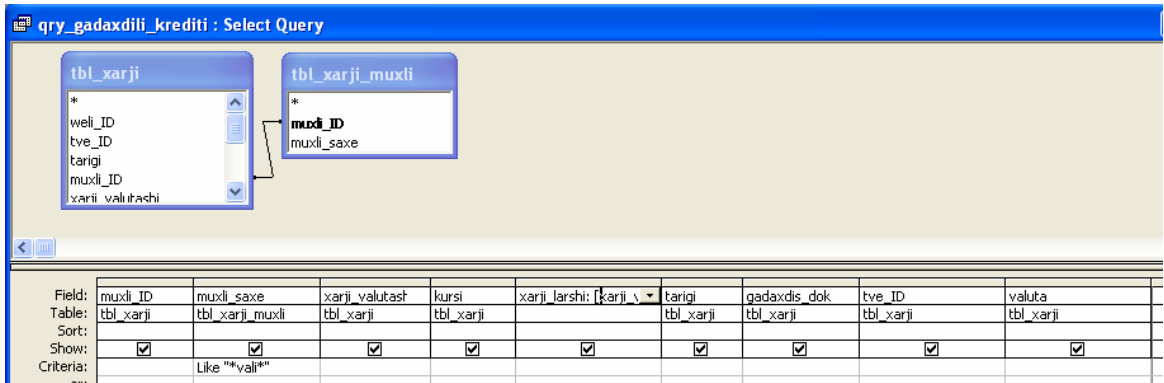 qry_gadaxdili_krediti : Select Query
tbl_xarji
*
weli_ID
tve_ID
tarigi
muxli_ID
xarji_valutashi
tbl_xarji_muxli
*
muxli_ID
muxli_saxe
Field: muxli_ID muxli_saxe xarji_valutash kursi xarji_larshi: [xarji_v tarigi gadaxdis_dok tve_ID valuta
Table: tbl_xarji tbl_xarji_muxli tbl_xarji tbl_xarji tbl_xarji tbl_xarji tbl_xarji tbl_xarji
Sort:
Show:
Criteria: Like "*vali*"